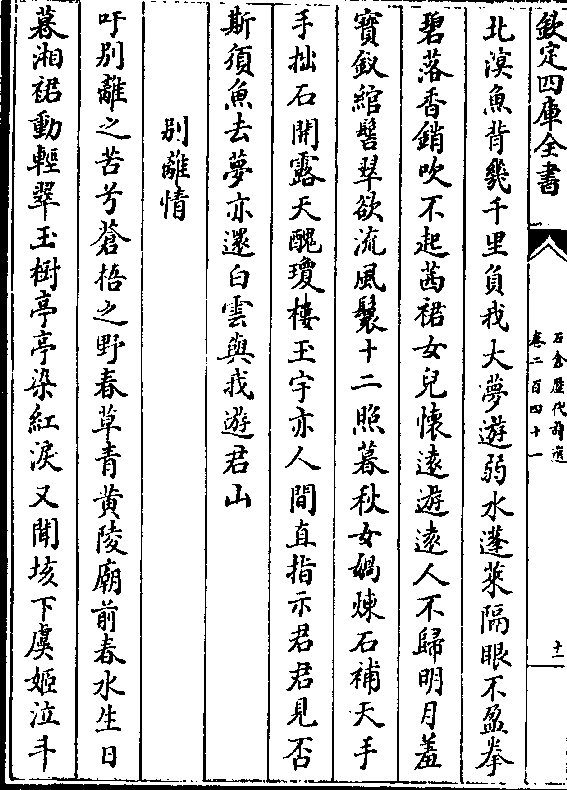 欽定四庫全書
石倉歷代詩選
卷二百四十一
十一
北溟魚背幾千里負我大夢遊弱水蓬萊隔眼不盈拳
碧落香銷吹不起茜裙女兒懷遠遊遠人不歸明月羞
寶釵綰髻翠欲流風鬟十二照暮秋女媧煉石補天手
手拙石開露天醜瓊樓玉宇亦人間直指示君君見否
斯須魚去夢亦還白雲與我遊君山
別離情
吁別離之苦兮蒼梧之野春草青黄陵廟前春水生日
暮湘裙動輕翠玉樹亭亭染紅淚又聞垓下虞姬泣斗